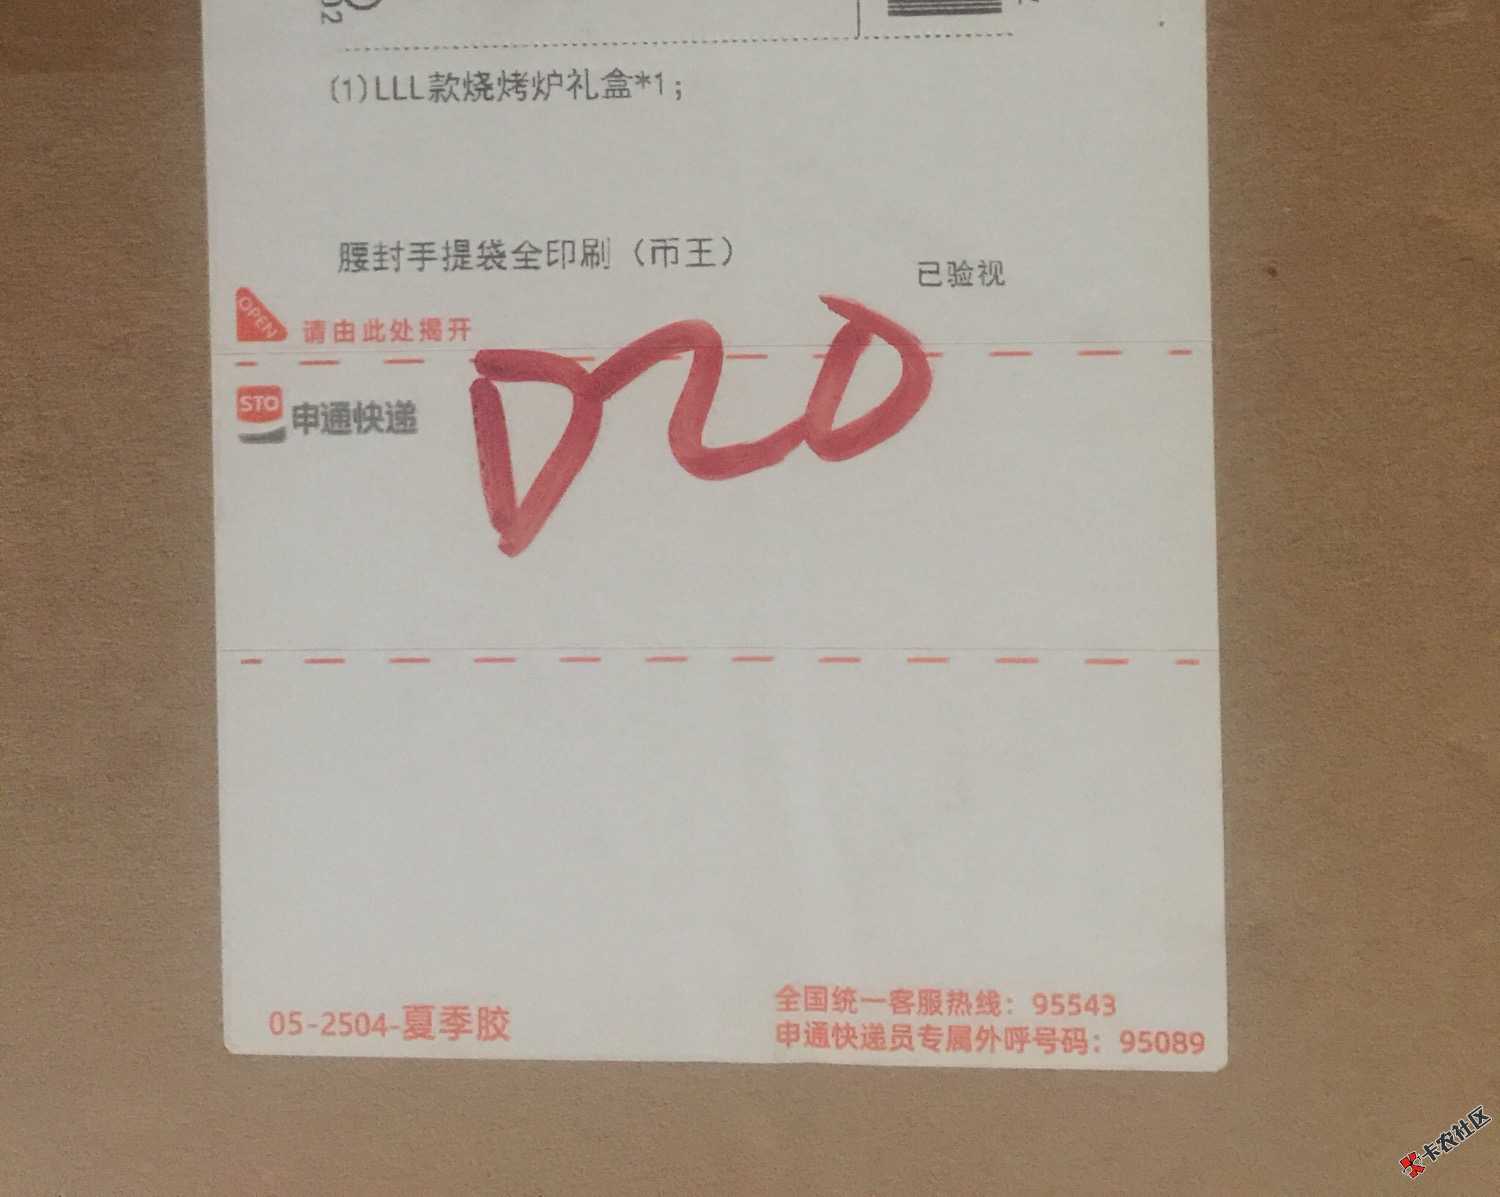 (1)LLL款烧烤炉礼盒*1;
腰封手提袋全印刷（币王）
已验视
OPEN
请由此处揭开
D20
STO
申通快递
05-2504-夏季胶
全国统一客服热线：95543
申通快递员专属外呼号码：95089
卡农社区